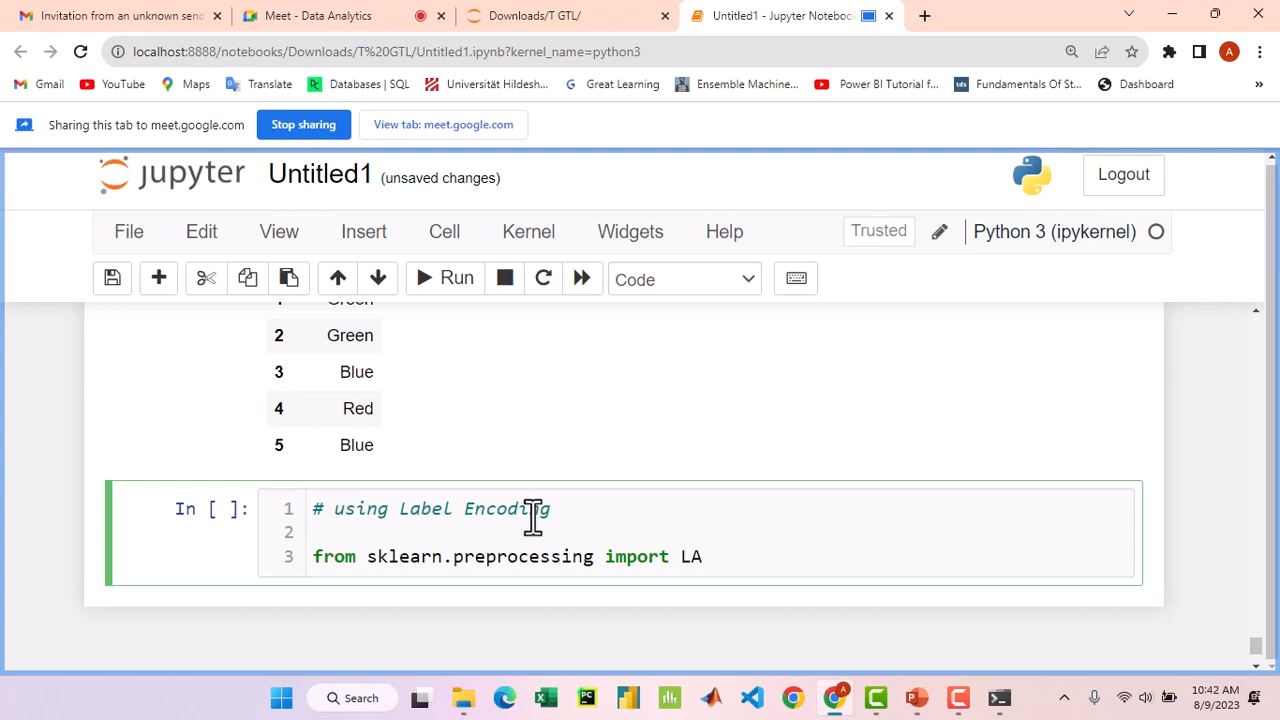 Invitation from an unknown send
Meet - Data Analytics
Downloads/T GTL/
Untitled1 - Jupyter Notebook
localhost:8888/notebooks/Downloads/T%20GTL/Untitled1.ipynb?kernel_name=python3
A
Gmail
YouTube
Maps
Translate
Databases | SQL
Universität Hildesh...
Great Learning
Ensemble Machine...
Power BI Tutorial f...
tds
Fundamentals Of St...
Dashboard
»
Sharing this tab to meet.google.com
Stop sharing
View tab: meet.google.com
jupyter Untitled1 (unsaved changes)
Logout
File Edit View Insert Cell Kernel Widgets Help
Trusted
Python 3 (ipykernel)
Run
Code
2 Green
3 Blue
4 Red
5 Blue
In [ ]:
1 # using Label Encoding
2
3 from sklearn.preprocessing import LA
Search
A
10:42 AM
8/9/2023